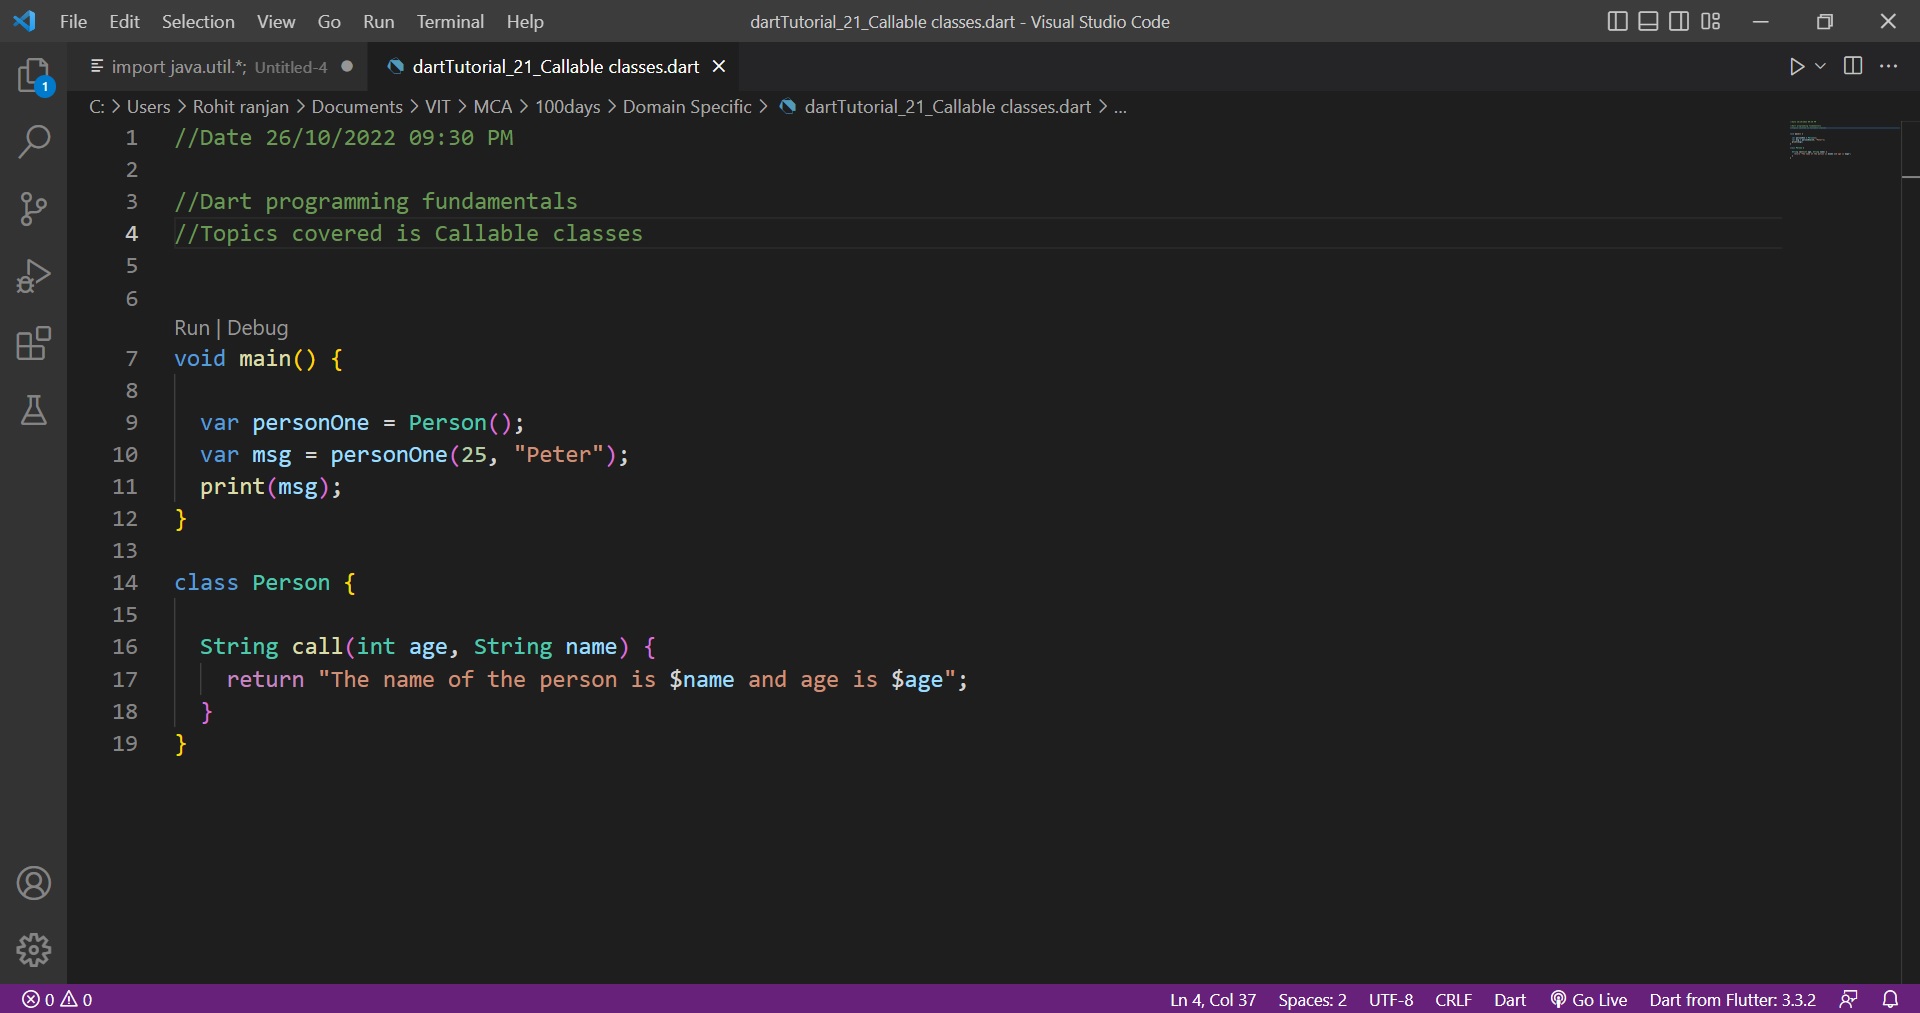 File Edit Selection View Go Run Terminal Help dartTutorial_21_Callable classes.dart - Visual Studio Code
import java.util.*; Untitled-4 dartTutorial_21_Callable classes.dart
1
C: > Users > Rohit ranjan > Documents > VIT > MCA > 100days > Domain Specific > dartTutorial_21_Callable classes.dart > ...
1 //Date 26/10/2022 09:30 PM
2
3 //Dart programming fundamentals
4 //Topics covered is Callable classes
5
6
Run | Debug
7 void main() {
8
9 var personOne = Person();
10 var msg = personOne(25, "Peter");
11 print(msg);
12 }
13
14 class Person {
15
16 String call(int age, String name) {
17 return "The name of the person is $name and age is $age";
18 }
19 }
0 0 Ln 4, Col 37 Spaces: 2 UTF-8 CRLF Dart Go Live Dart from Flutter: 3.3.2